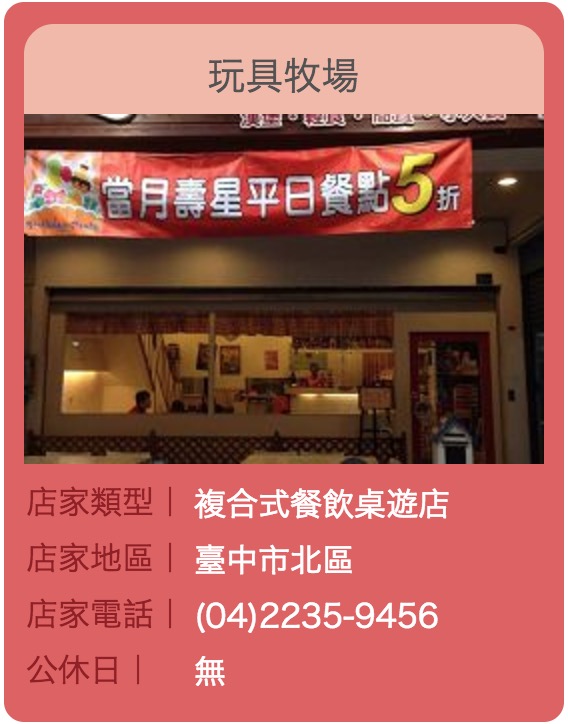 玩具牧場
當月壽星平日餐點5折
店家類型｜ 複合式餐飲桌遊店
店家地區｜ 臺中市北區
店家電話｜ (04)2235-9456
公休日｜ 無